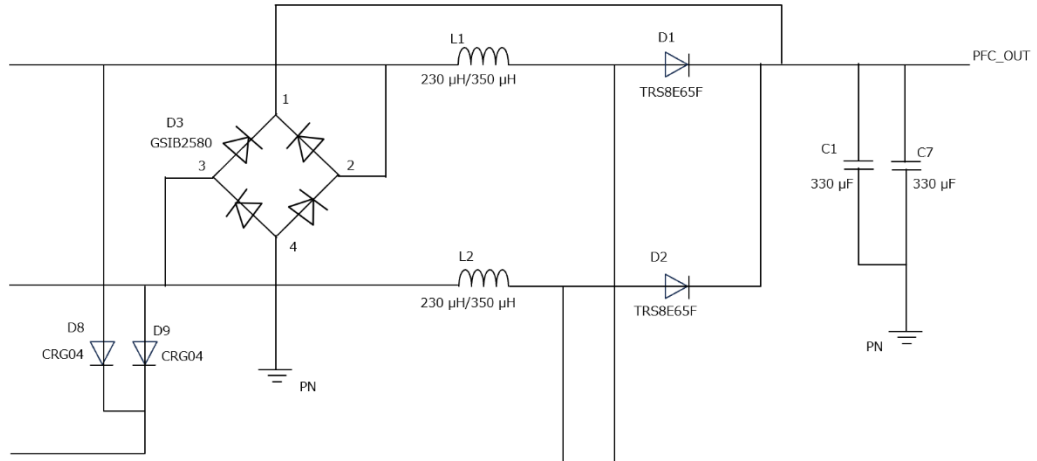 L1
230 μH/350 μH
D1
TRS8E65F
PFC_OUT
D3
GSIB2580
1
3
2
4
C1
330 μF
C7
330 μF
L2
230 μH/350 μH
D2
TRS8E65F
D8
CRG04
D9
CRG04
PN
PN